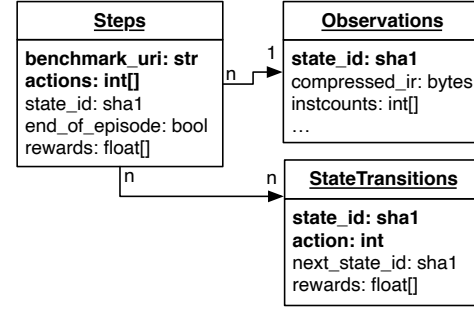 Steps
benchmark_uri: str
actions: int[]
state_id: sha1
end_of_episode: bool
rewards: float[]
n
1
Observations
state_id: sha1
compressed_ir: bytes
instcounts: int[]
...
n
n
StateTransitions
state_id: sha1
action: int
next_state_id: sha1
rewards: float[]